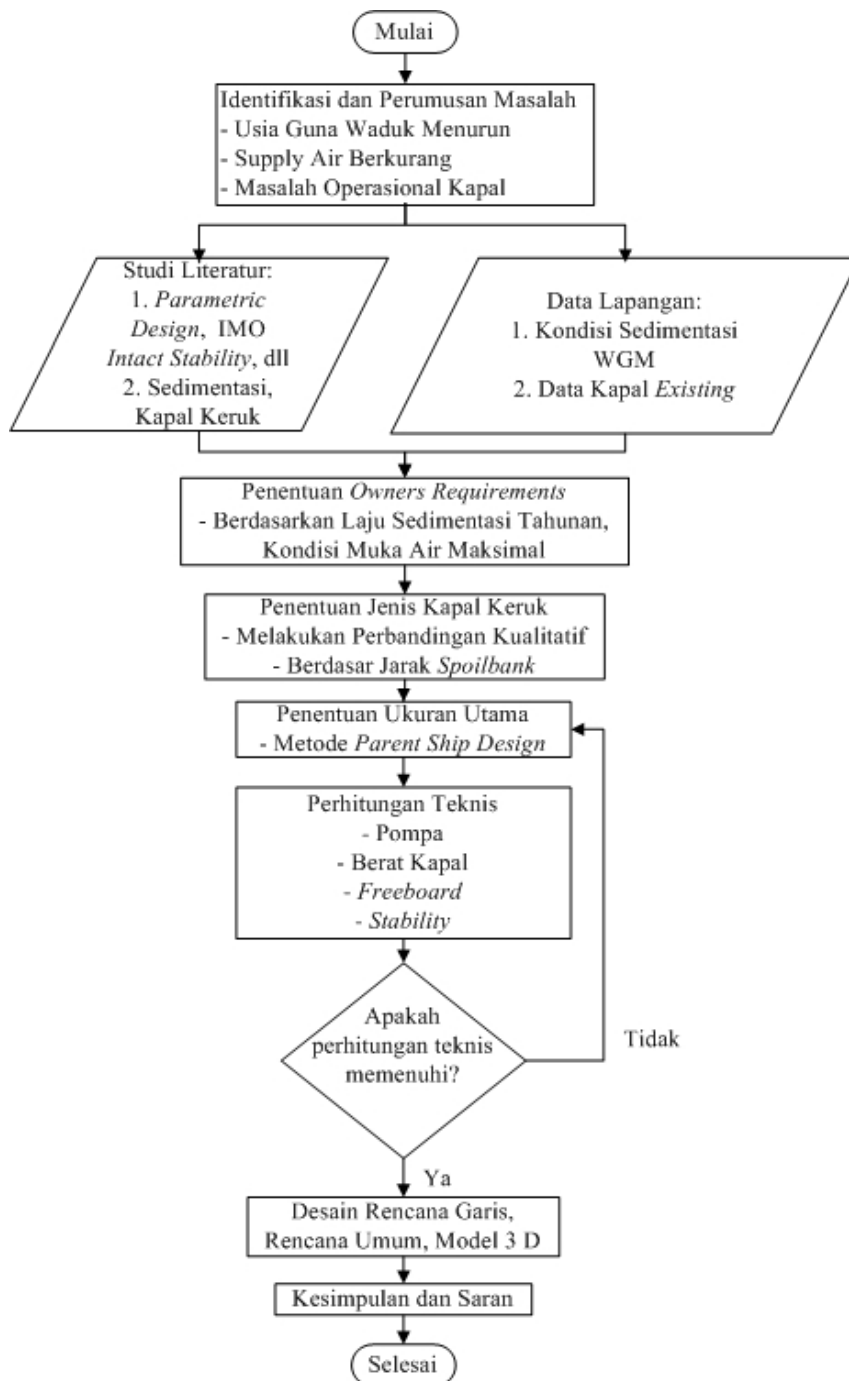 Mulai
Identifikasi dan Perumusan Masalah
- Usia Guna Waduk Menurun
- Supply Air Berkurang
- Masalah Operasional Kapal
Studi Literatur:
1. Parametric
Design, IMO
Intact Stability, dll
2. Sedimentasi,
Kapal Keruk
Data Lapangan:
1. Kondisi Sedimentasi
WGM
2. Data Kapal Existing
Penentuan Owners Requirements
- Berdasarkan Laju Sedimentasi Tahunan,
Kondisi Muka Air Maksimal
Penentuan Jenis Kapal Keruk
- Melakukan Perbandingan Kualitatif
- Berdasar Jarak Spoilbank
Penentuan Ukuran Utama
- Metode Parent Ship Design
Perhitungan Teknis
- Pompa
- Berat Kapal
- Freeboard
- Stability
Apakah
perhitungan teknis
memenuhi?
Tidak
Ya
Desain Rencana Garis,
Rencana Umum, Model 3 D
Kesimpulan dan Saran
Selesai